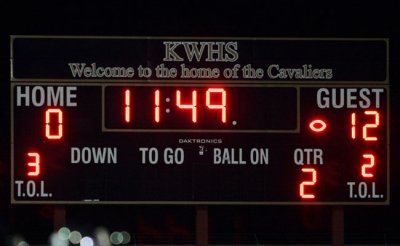 KWHS
Welcome to the home of the Cavaliers
HOME 11:49 GUEST
0 12
DAKTRONICS
3 DOWN TO GO BALL ON QTR 2
T.O.L. 2 T.O.L.